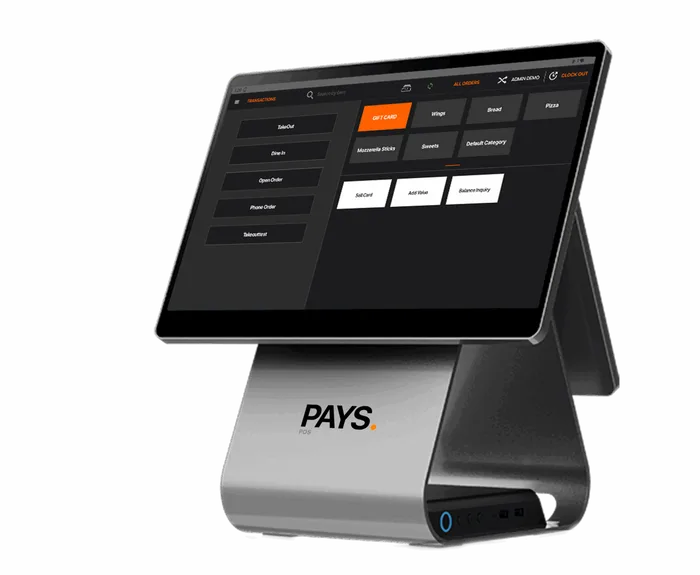 TRANSACTIONS
ALL ORDERS
ADMIN DEMO
CLOCK OUT
TakeOut
Dine In
Open Order
Phone Order
Takeouttest
GIFT CARD
Wings
Bread
Pizza
Mozzarella Sticks
Sweets
Default Category
Sell Card
Add Value
Balance Inquiry
PAYS.
POS